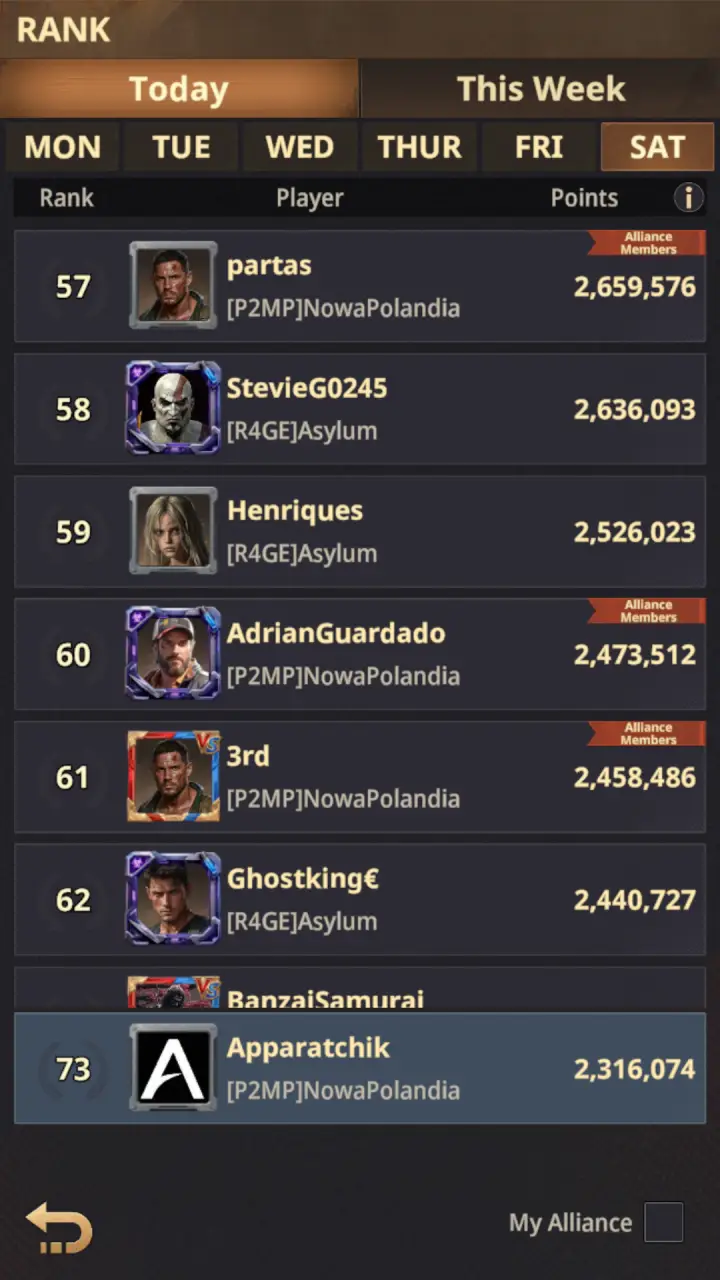 RANK
Today This Week
MON TUE WED THUR FRI SAT
Rank Player Points i
Alliance
Members
57 partas 2,659,576
[P2MP]NowaPolandia
58 StevieG0245 2,636,093
[R4GE]Asylum
59 Henriques 2,526,023
[R4GE]Asylum
Alliance
Members
60 AdrianGuardado 2,473,512
[P2MP]NowaPolandia
Alliance
Members
VS
61 3rd 2,458,486
[P2MP]NowaPolandia
62 Ghostking€ 2,440,727
[R4GE]Asylum
VS
BanzaiSamurai
73 Apparatchik 2,316,074
[P2MP]NowaPolandia
My Alliance